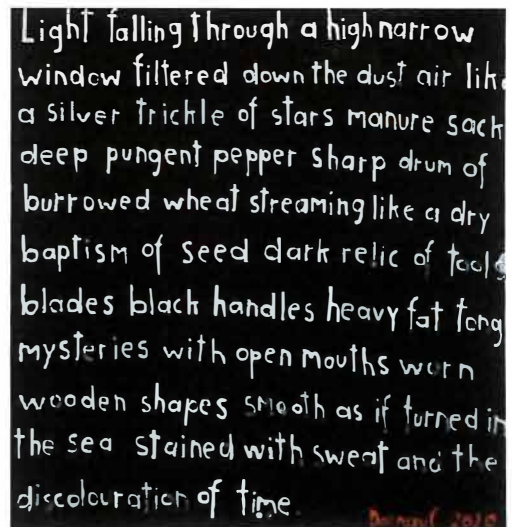 Light falling through a high narrow
window filtered down the dust air like
a silver trickle of stars manure sack
deep pungent pepper sharp drum of
burrowed wheat streaming like a dry
baptism of seed dark relic of tools
blades black handles heavy fat tong
mysteries with open mouths worn
wooden shapes smooth as if turned in
the sea stained with sweat and the
discolouration of time